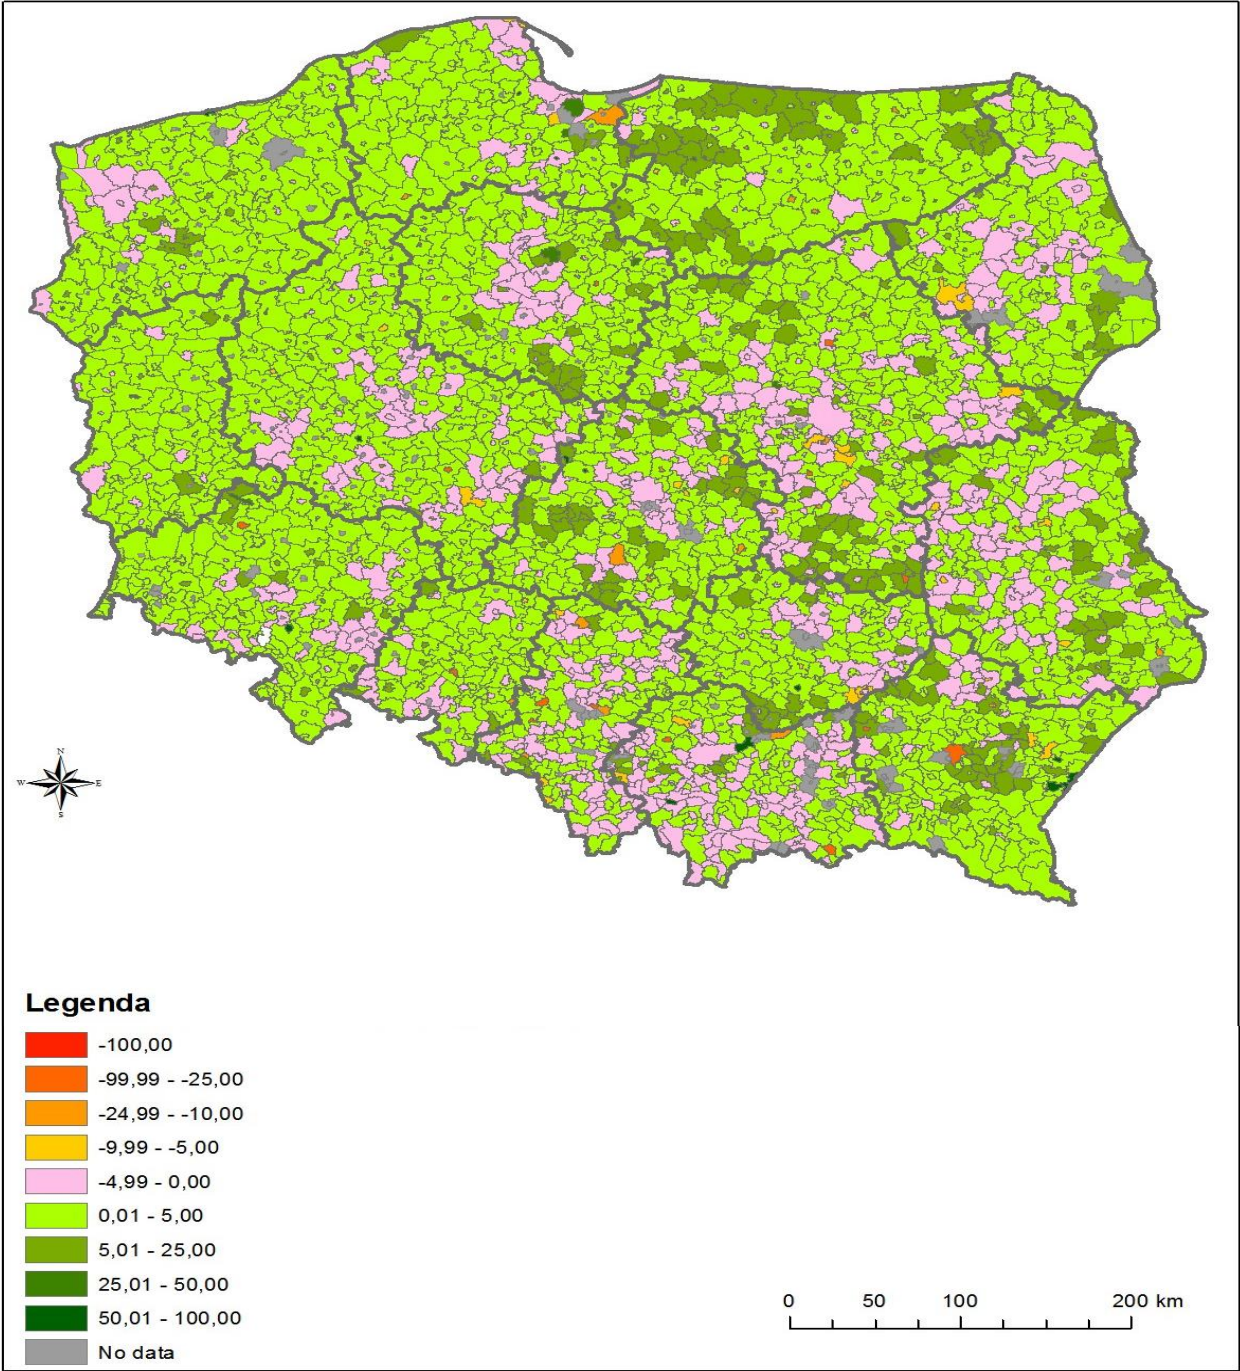 N
W
E
S
Legenda
-100,00
-99,99 - -25,00
-24,99 - -10,00
-9,99 - -5,00
-4,99 - 0,00
0,01 - 5,00
5,01 - 25,00
25,01 - 50,00
50,01 - 100,00
No data
0 50 100 200 km